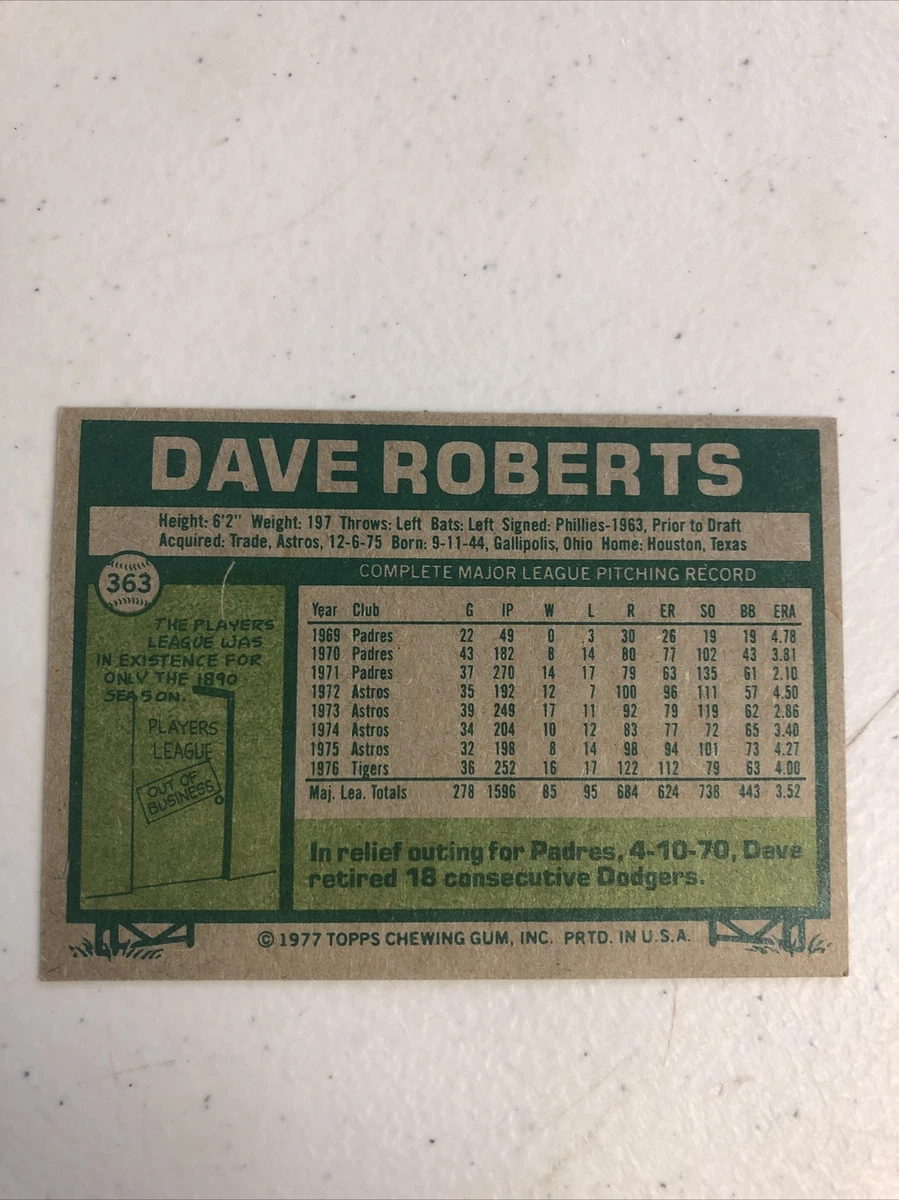 DAVE ROBERTS
Height: 6'2" Weight: 197 Throws: Left Bats: Left Signed: Phillies-1963, Prior to Draft
Acquired: Trade, Astros, 12-6-75 Born: 9-11-44, Gallipolis, Ohio Home: Houston, Texas
363
THE PLAYERS
LEAGUE WAS
IN EXISTENCE FOR
ONLY THE 1890
SEASON.
PLAYERS
LEAGUE
OUT OF
BUSINESS
COMPLETE MAJOR LEAGUE PITCHING RECORD
Year Club G IP W L R ER SO BB ERA
1969 Padres 22 49 0 3 30 26 19 19 4.78
1970 Padres 43 182 8 14 80 77 102 43 3.81
1971 Padres 37 270 14 17 79 63 135 61 2.10
1972 Astros 35 192 12 7 100 96 111 57 4.50
1973 Astros 39 249 17 11 92 79 119 62 2.86
1974 Astros 34 204 10 12 83 77 72 65 3.40
1975 Astros 32 198 8 14 98 94 101 73 4.27
1976 Tigers 36 252 16 17 122 112 79 63 4.00
Maj. Lea. Totals 278 1596 85 95 684 624 738 443 3.52
In relief outing for Padres, 4-10-70, Dave
retired 18 consecutive Dodgers.
© 1977 TOPPS CHEWING GUM, INC. PRTD. IN U.S.A.